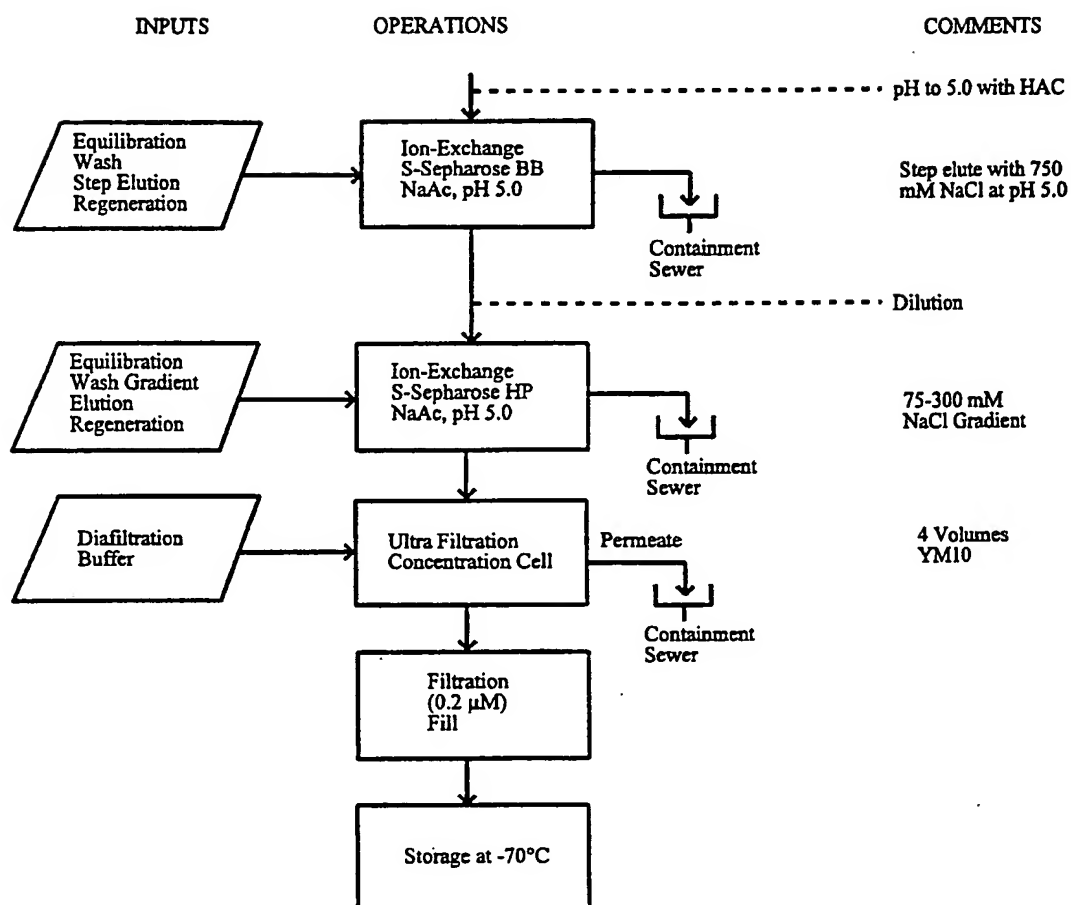 INPUTS
OPERATIONS
COMMENTS
pH to 5.0 with HAC
Equilibration
Wash
Step Elution
Regeneration
Ion-Exchange
S-Sepharose BB
NaAc, pH 5.0
Step elute with 750
mM NaCl at pH 5.0
Containment
Sewer
Dilution
Equilibration
Wash Gradient
Elution
Regeneration
Ion-Exchange
S-Sepharose HP
NaAc, pH 5.0
75-300 mM
NaCl Gradient
Containment
Sewer
Diafiltration
Buffer
Ultra Filtration
Concentration Cell
Permeate
4 Volumes
YM10
Containment
Sewer
Filtration
(0.2 μM)
Fill
Storage at -70°C